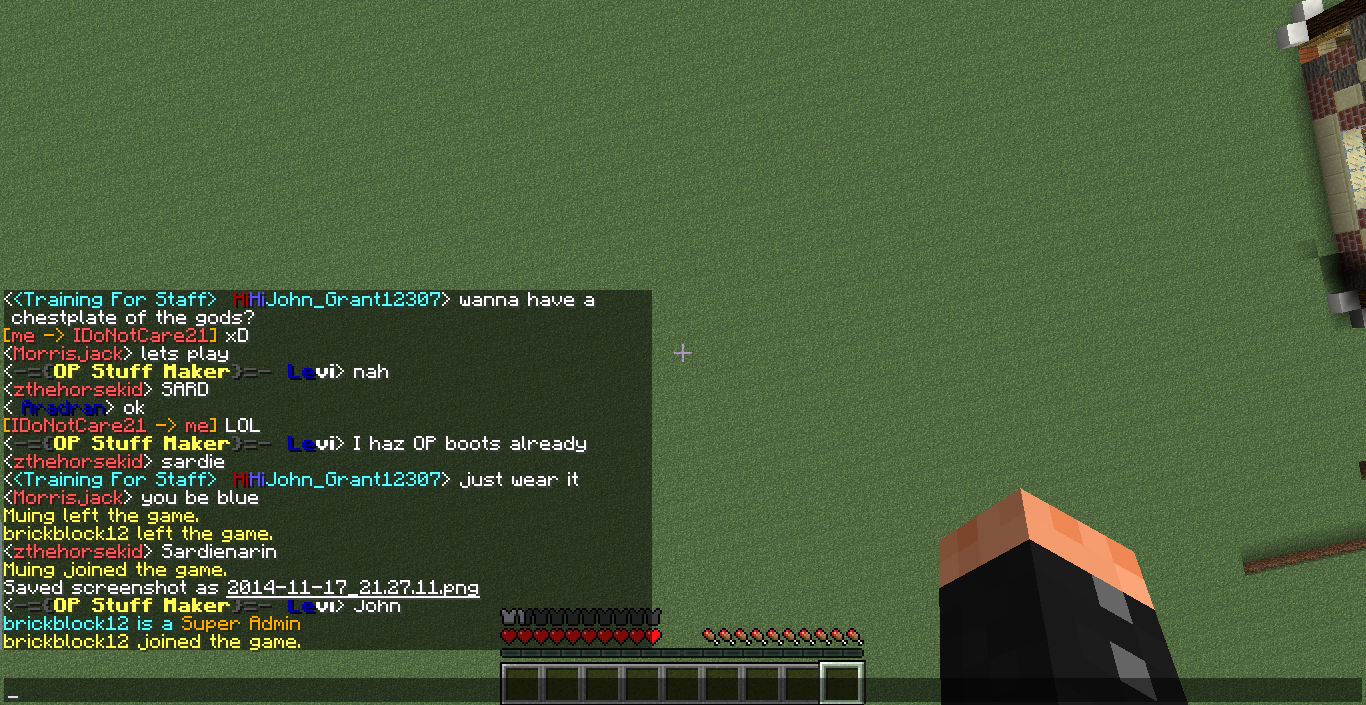 <<Training For Staff> HiHiJohn_Grant12307> wanna have a
chestplate of the gods?
[me -> IDoNotCare21] xD
<Morrisjack> lets play
<-={OP Stuff Maker}=- Levi> nah
<zthehorsekid> SARD
< Aradran> ok
[IDoNotCare21 -> me] LOL
<-={OP Stuff Maker}=- Levi> I haz OP boots already
<zthehorsekid> sardie
<<Training For Staff> HiHiJohn_Grant12307> just wear it
<Morrisjack> you be blue
Muing left the game.
brickblock12 left the game.
<zthehorsekid> Sardienarin
Muing joined the game.
Saved screenshot as 2014-11-17_21.27.11.png
<-={OP Stuff Maker}=- Levi> John
brickblock12 is a Super Admin
brickblock12 joined the game.
_